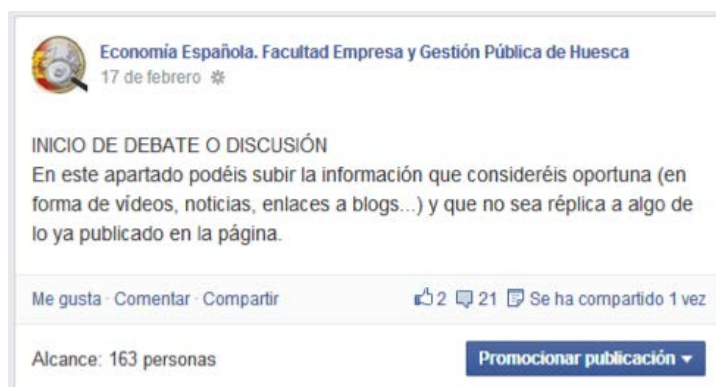 Economía Española. Facultad Empresa y Gestión Pública de Huesca
17 de febrero
INICIO DE DEBATE O DISCUSIÓN
En este apartado podéis subir la información que consideréis oportuna (en
forma de vídeos, noticias, enlaces a blogs...) y que no sea réplica a algo de
lo ya publicado en la página.
Me gusta · Comentar · Compartir 2 21 Se ha compartido 1 vez
Alcance: 163 personas Promocionar publicación